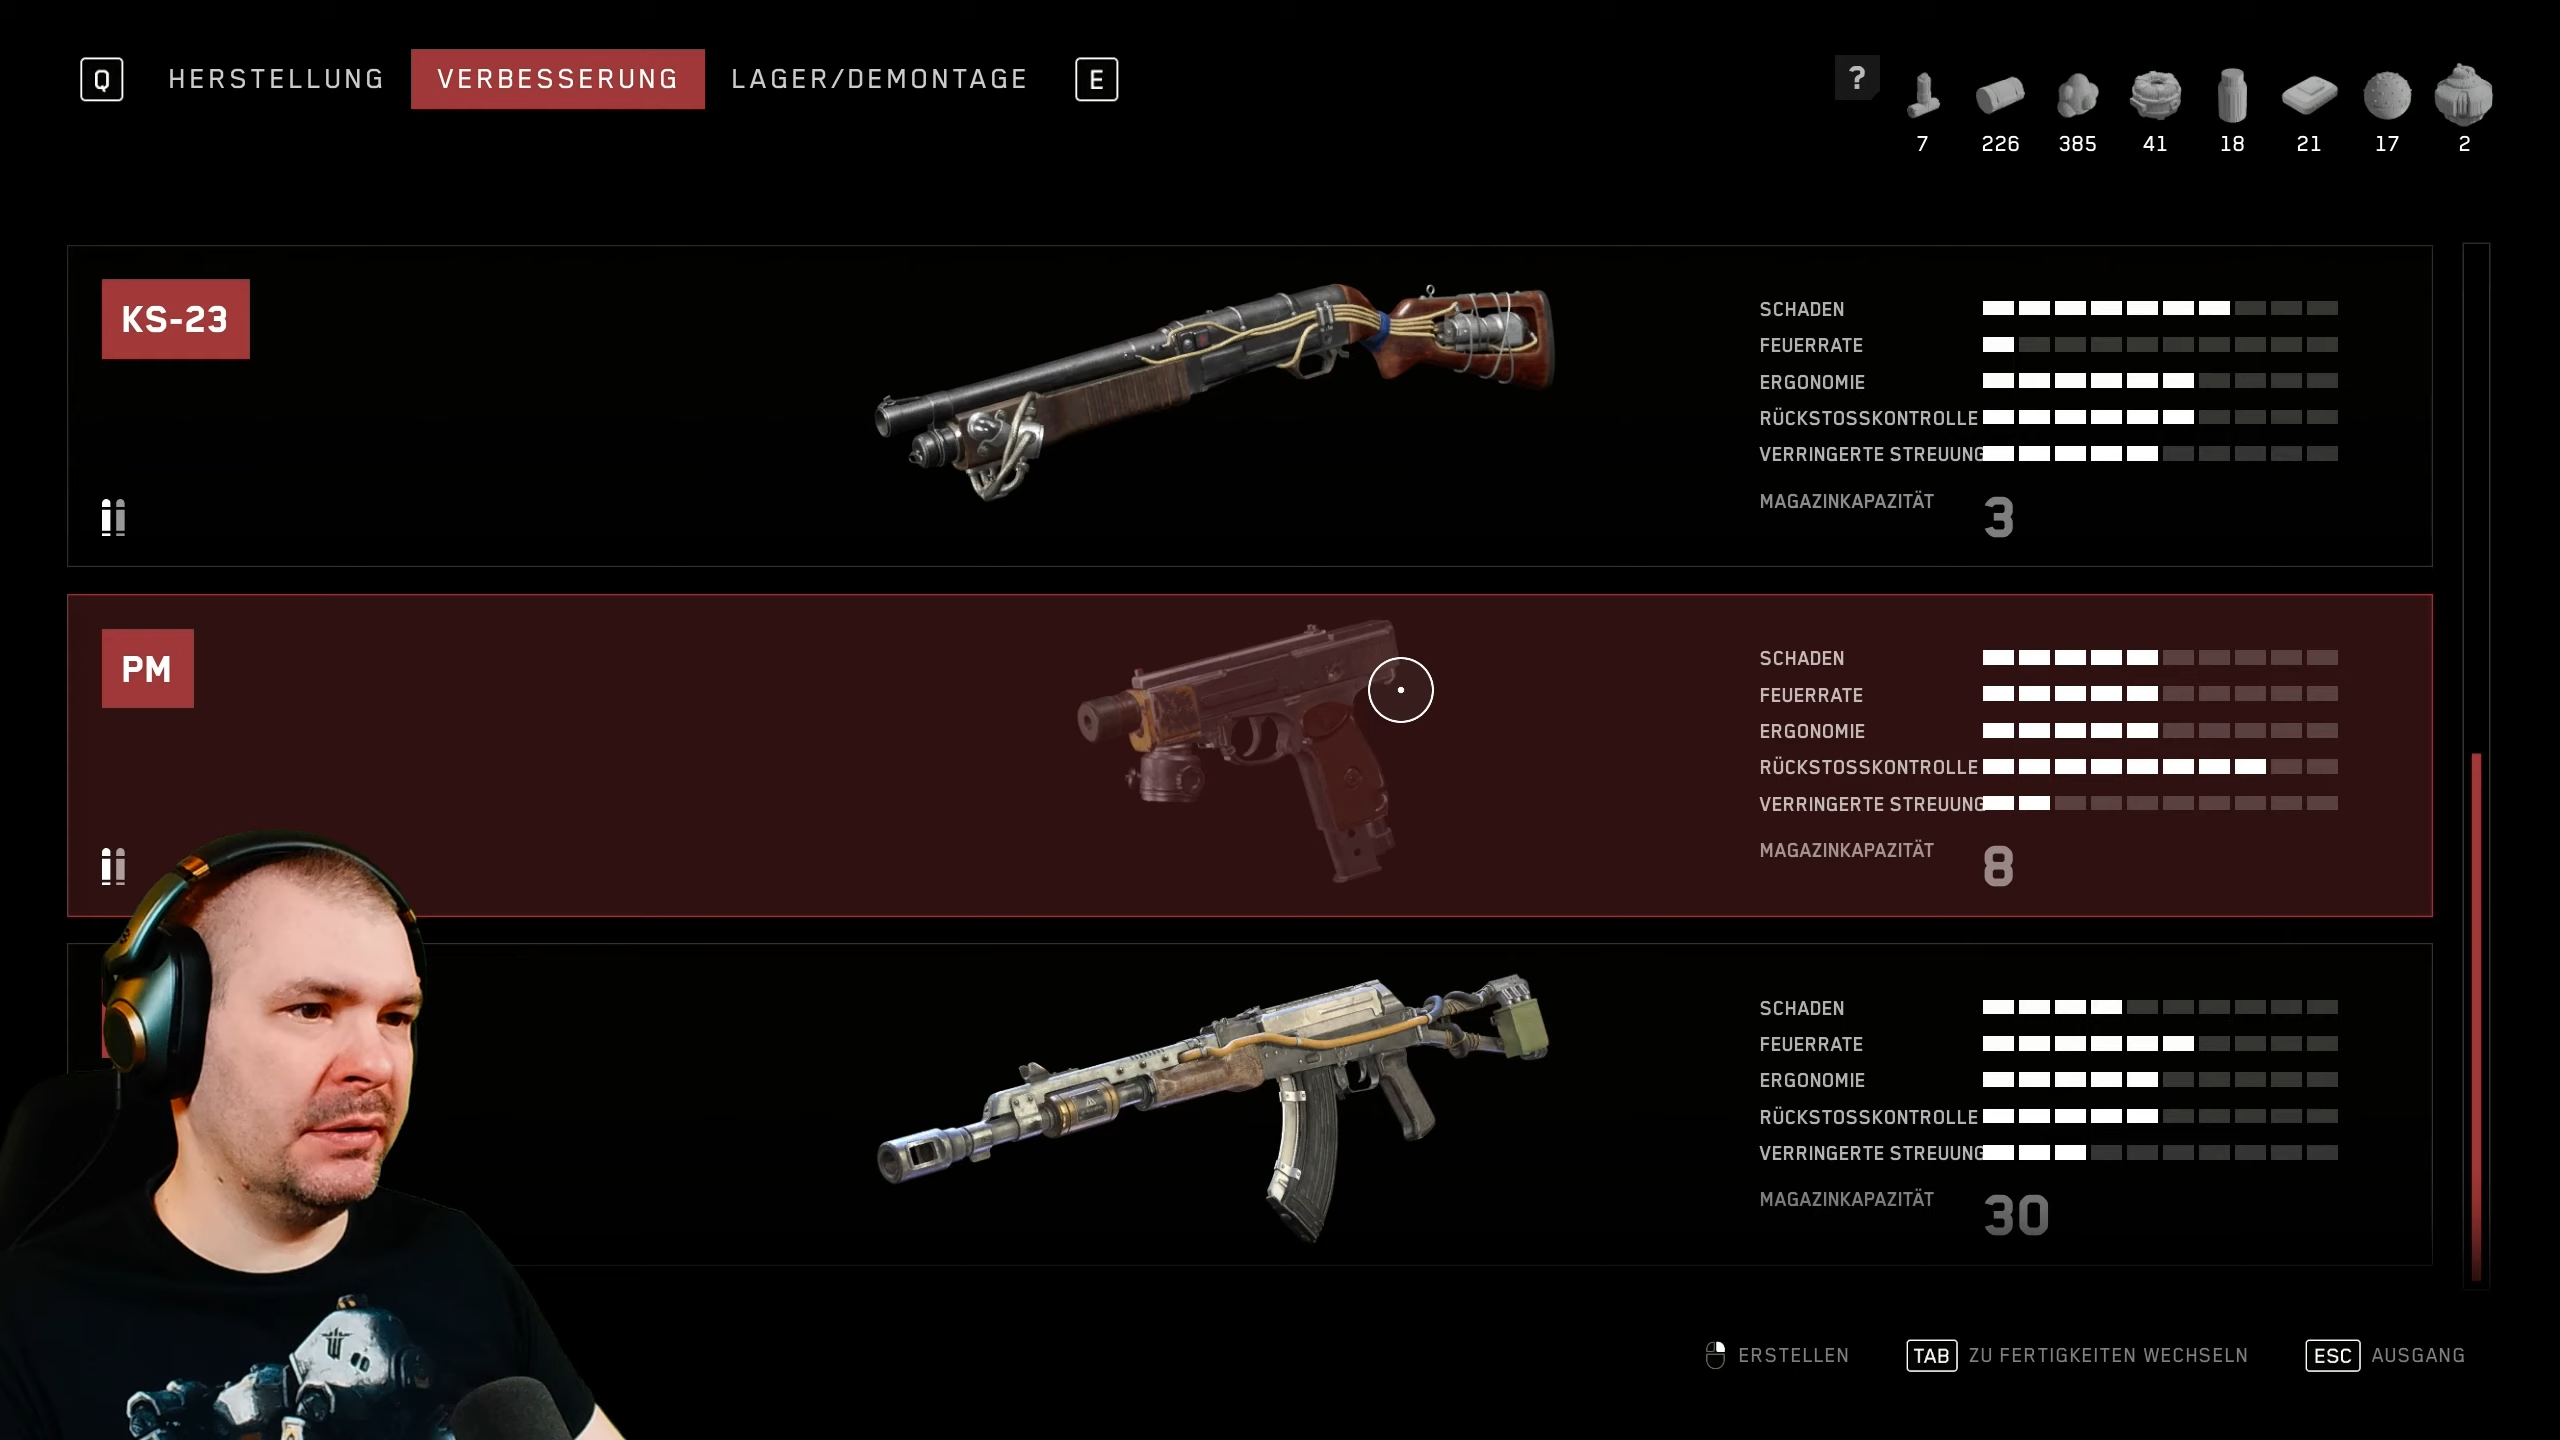 Q HERSTELLUNG VERBESSERUNG LAGER/DEMONTAGE E
?
7 226 385 41 18 21 17 2
KS-23
SCHADEN
FEUERRATE
ERGONOMIE
RÜCKSTOSSKONTROLLE
VERRINGERTE STREUUNG
MAGAZINKAPAZITÄT 3
PM
SCHADEN
FEUERRATE
ERGONOMIE
RÜCKSTOSSKONTROLLE
VERRINGERTE STREUUNG
MAGAZINKAPAZITÄT 8
SCHADEN
FEUERRATE
ERGONOMIE
RÜCKSTOSSKONTROLLE
VERRINGERTE STREUUNG
MAGAZINKAPAZITÄT 30
ERSTELLEN TAB ZU FERTIGKEITEN WECHSELN ESC AUSGANG